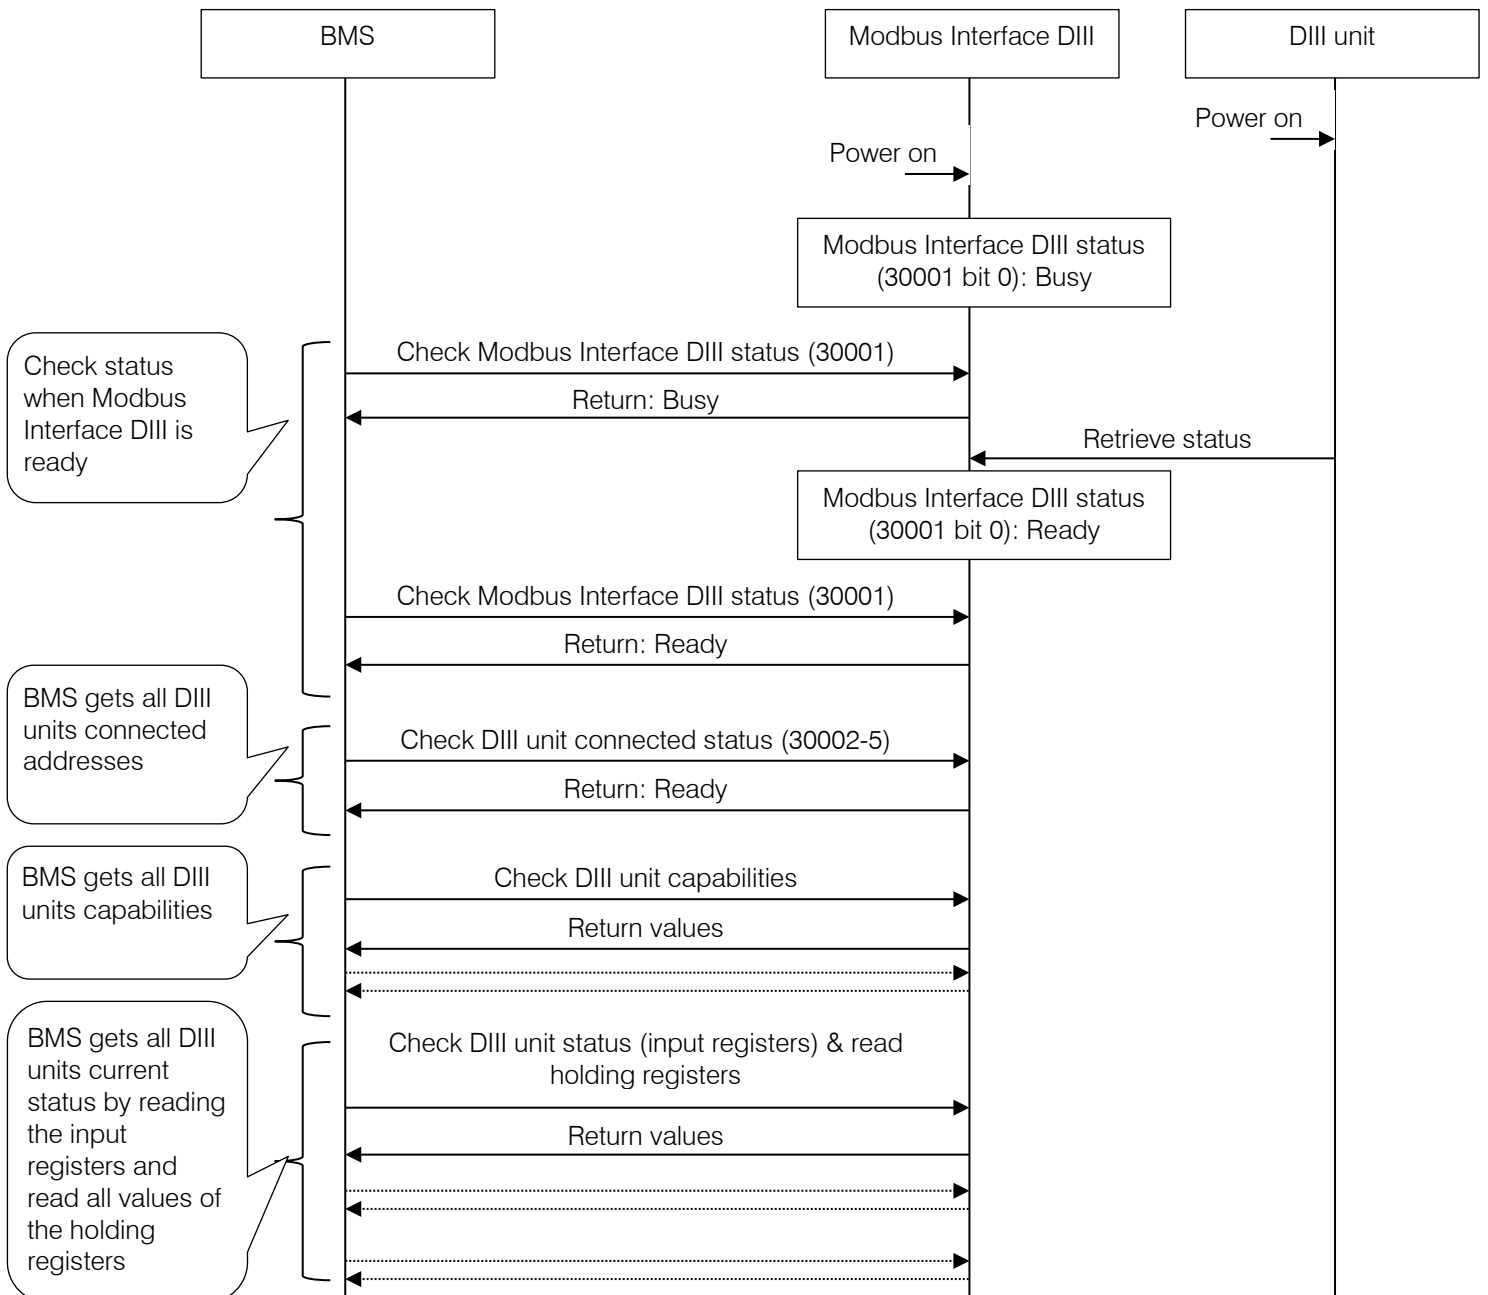 BMS
Modbus Interface DIII
DIII unit
Power on
Power on
Modbus Interface DIII status
(30001 bit 0): Busy
Check status
when Modbus
Interface DIII is
ready
Check Modbus Interface DIII status (30001)
Return: Busy
Retrieve status
Modbus Interface DIII status
(30001 bit 0): Ready
Check Modbus Interface DIII status (30001)
Return: Ready
BMS gets all DIII
units connected
addresses
Check DIII unit connected status (30002-5)
Return: Ready
BMS gets all DIII
units capabilities
Check DIII unit capabilities
Return values
BMS gets all DIII
units current
status by reading
the input
registers and
read all values of
the holding
registers
Check DIII unit status (input registers) & read
holding registers
Return values